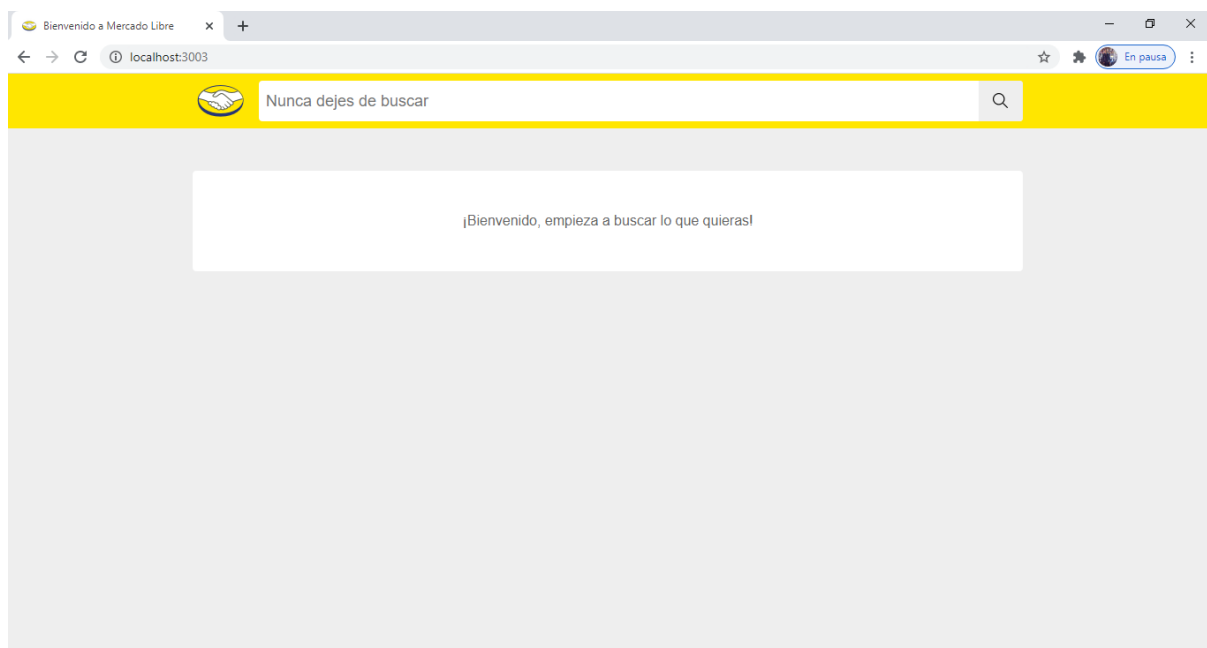 Bienvenido a Mercado Libre
localhost:3003
En pausa
Nunca dejes de buscar
¡Bienvenido, empieza a buscar lo que quieras!